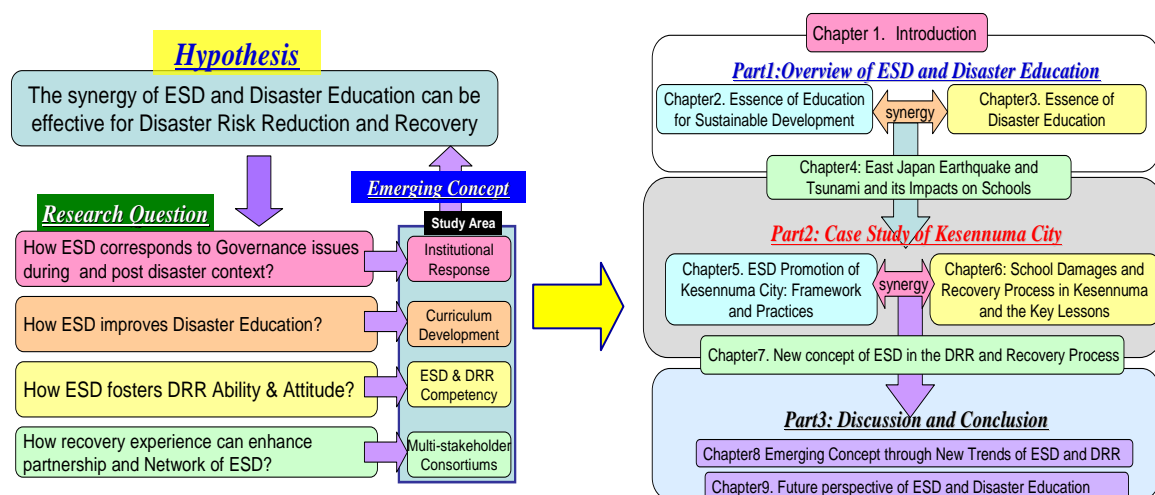 Hypothesis
The synergy of ESD and Disaster Education can be
effective for Disaster Risk Reduction and Recovery
Emerging Concept
Research Question
Study Area
How ESD corresponds to Governance issues
during and post disaster context?
Institutional
Response
How ESD improves Disaster Education?
Curriculum
Development
How ESD fosters DRR Ability & Attitude?
ESD & DRR
Competency
How recovery experience can enhance
partnership and Network of ESD?
Multi-stakeholder
Consortiums
Chapter 1. Introduction
Part1:Overview of ESD and Disaster Education
Chapter2. Essence of Education
for Sustainable Development
synergy
Chapter3. Essence of
Disaster Education
Chapter4: East Japan Earthquake and
Tsunami and its Impacts on Schools
Part2: Case Study of Kesennuma City
Chapter5. ESD Promotion of
Kesennuma City: Framework
and Practices
synergy
Chapter6: School Damages and
Recovery Process in Kesennuma
and the Key Lessons
Chapter7. New concept of ESD in the DRR and Recovery Process
Part3: Discussion and Conclusion
Chapter8 Emerging Concept through New Trends of ESD and DRR
Chapter9. Future perspective of ESD and Disaster Education